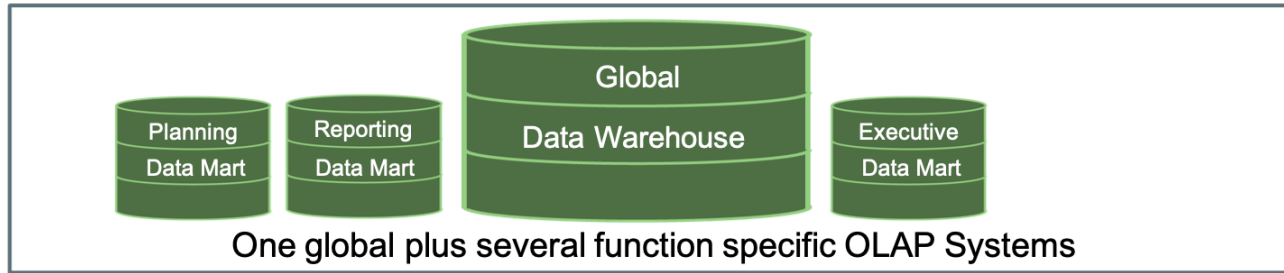 Planning
Data Mart
Reporting
Data Mart
Global
Data Warehouse
Executive
Data Mart
One global plus several function specific OLAP Systems